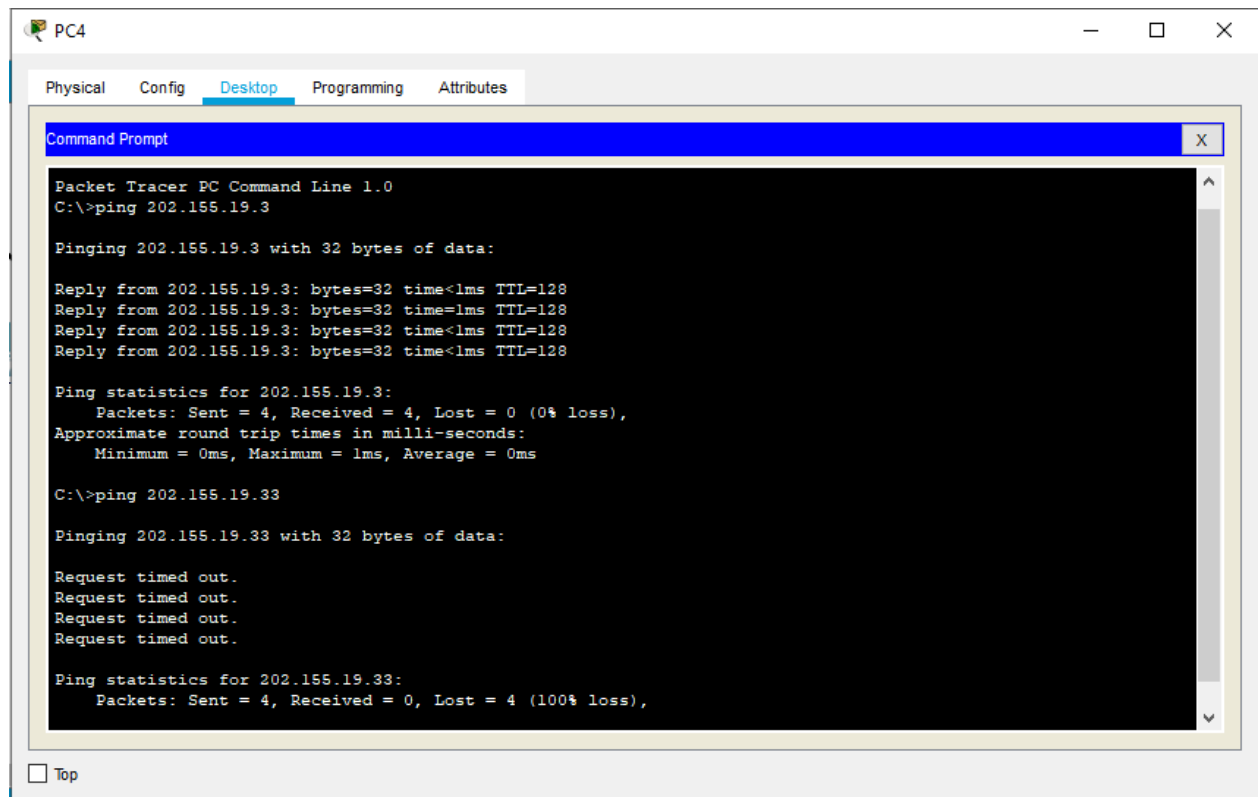 PC4
Physical Config Desktop Programming Attributes
Command Prompt
X
Packet Tracer PC Command Line 1.0
C:\>ping 202.155.19.3
Pinging 202.155.19.3 with 32 bytes of data:
Reply from 202.155.19.3: bytes=32 time<1ms TTL=128
Reply from 202.155.19.3: bytes=32 time=1ms TTL=128
Reply from 202.155.19.3: bytes=32 time<1ms TTL=128
Reply from 202.155.19.3: bytes=32 time<1ms TTL=128
Ping statistics for 202.155.19.3:
Packets: Sent = 4, Received = 4, Lost = 0 (0% loss),
Approximate round trip times in milli-seconds:
Minimum = 0ms, Maximum = 1ms, Average = 0ms
C:\>ping 202.155.19.33
Pinging 202.155.19.33 with 32 bytes of data:
Request timed out.
Request timed out.
Request timed out.
Request timed out.
Ping statistics for 202.155.19.33:
Packets: Sent = 4, Received = 0, Lost = 4 (100% loss),
Top